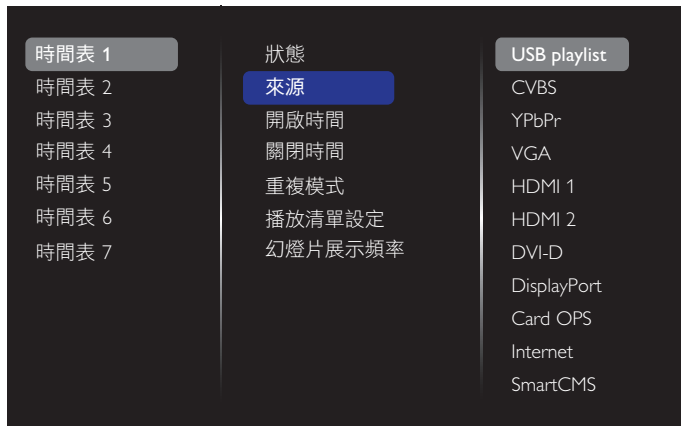 時間表 1
時間表 2
時間表 3
時間表 4
時間表 5
時間表 6
時間表 7
狀態
來源
開啟時間
關閉時間
重複模式
播放清單設定
幻燈片展示頻率
USB playlist
CVBS
YPbPr
VGA
HDMI 1
HDMI 2
DVI-D
DisplayPort
Card OPS
Internet
SmartCMS